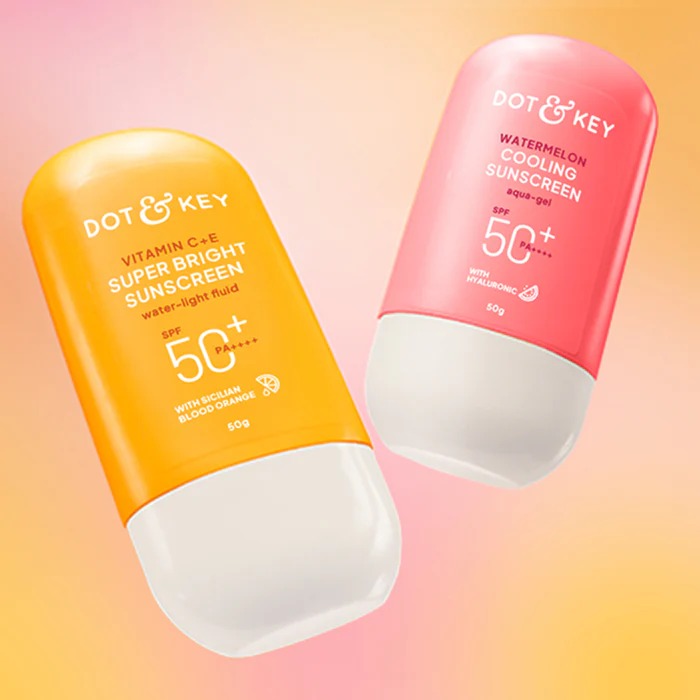 DOT & KEY
VITAMIN C+E
SUPER BRIGHT
SUNSCREEN
water-light fluid
SPF
50+
PA++++
WITH SICILIAN
BLOOD ORANGE
50g
DOT & KEY
WATERMELON
COOLING
SUNSCREEN
aqua-gel
SPF
50+
PA++++
WITH
HYALURONIC
50g